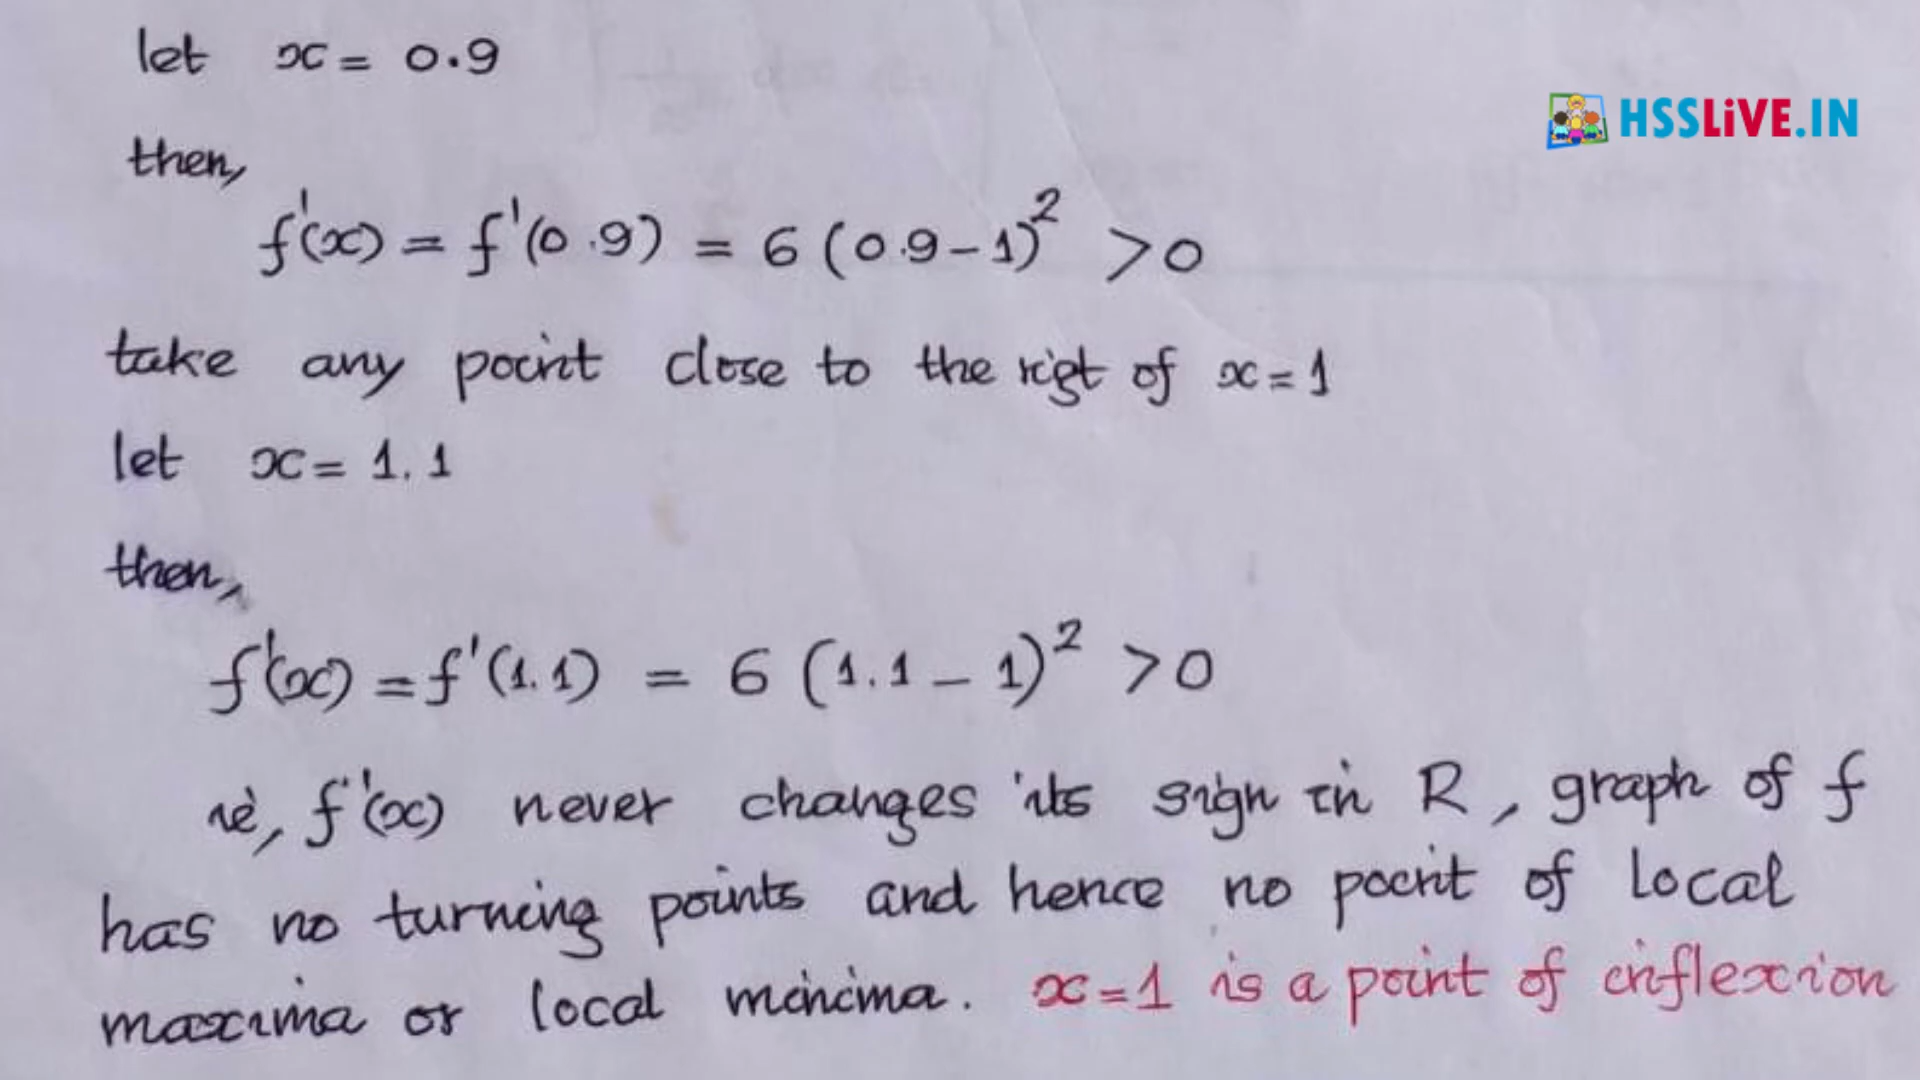 let x = 0.9
HSSLiVE.IN
then,
f'(x) = f'(0.9) = 6 (0.9 - 1)² > 0
take any point close to the rigt of x = 1
let x = 1.1
then,
f'(x) = f'(1.1) = 6 (1.1 - 1)² > 0
ie, f'(x) never changes its sign in R, graph of f
has no turning points and hence no point of local
maxima or local minima. x=1 is a point of inflexion